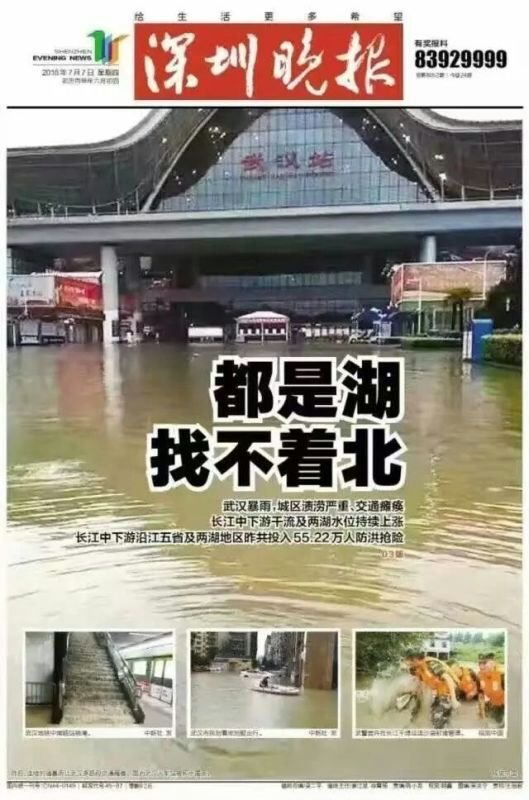 给生活更多希望
SHENZHEN
EVENING NEWS
2016年7月7日 星期四
深圳晚报
有奖报料
83929999
武汉站
都是湖
找不着北
武汉暴雨，城区渍涝严重、交通瘫痪
长江中下游干流及两湖水位持续上涨
长江中下游沿江五省及两湖地区昨共投入55.22万人防洪抢险
03版
中新社 发
中新社 发